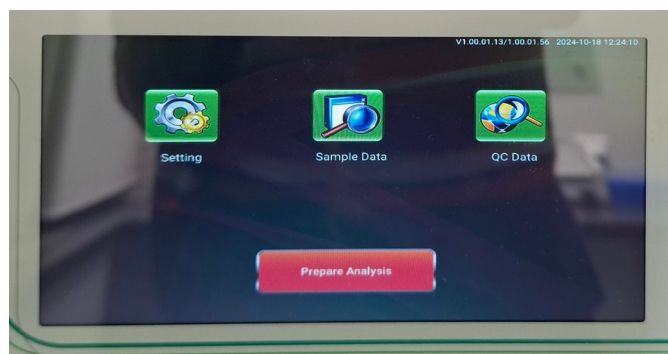 V1.00.01.13/1.00.01.56 2024-10-18 12:24:10
Setting
Sample Data
QC Data
Prepare Analysis